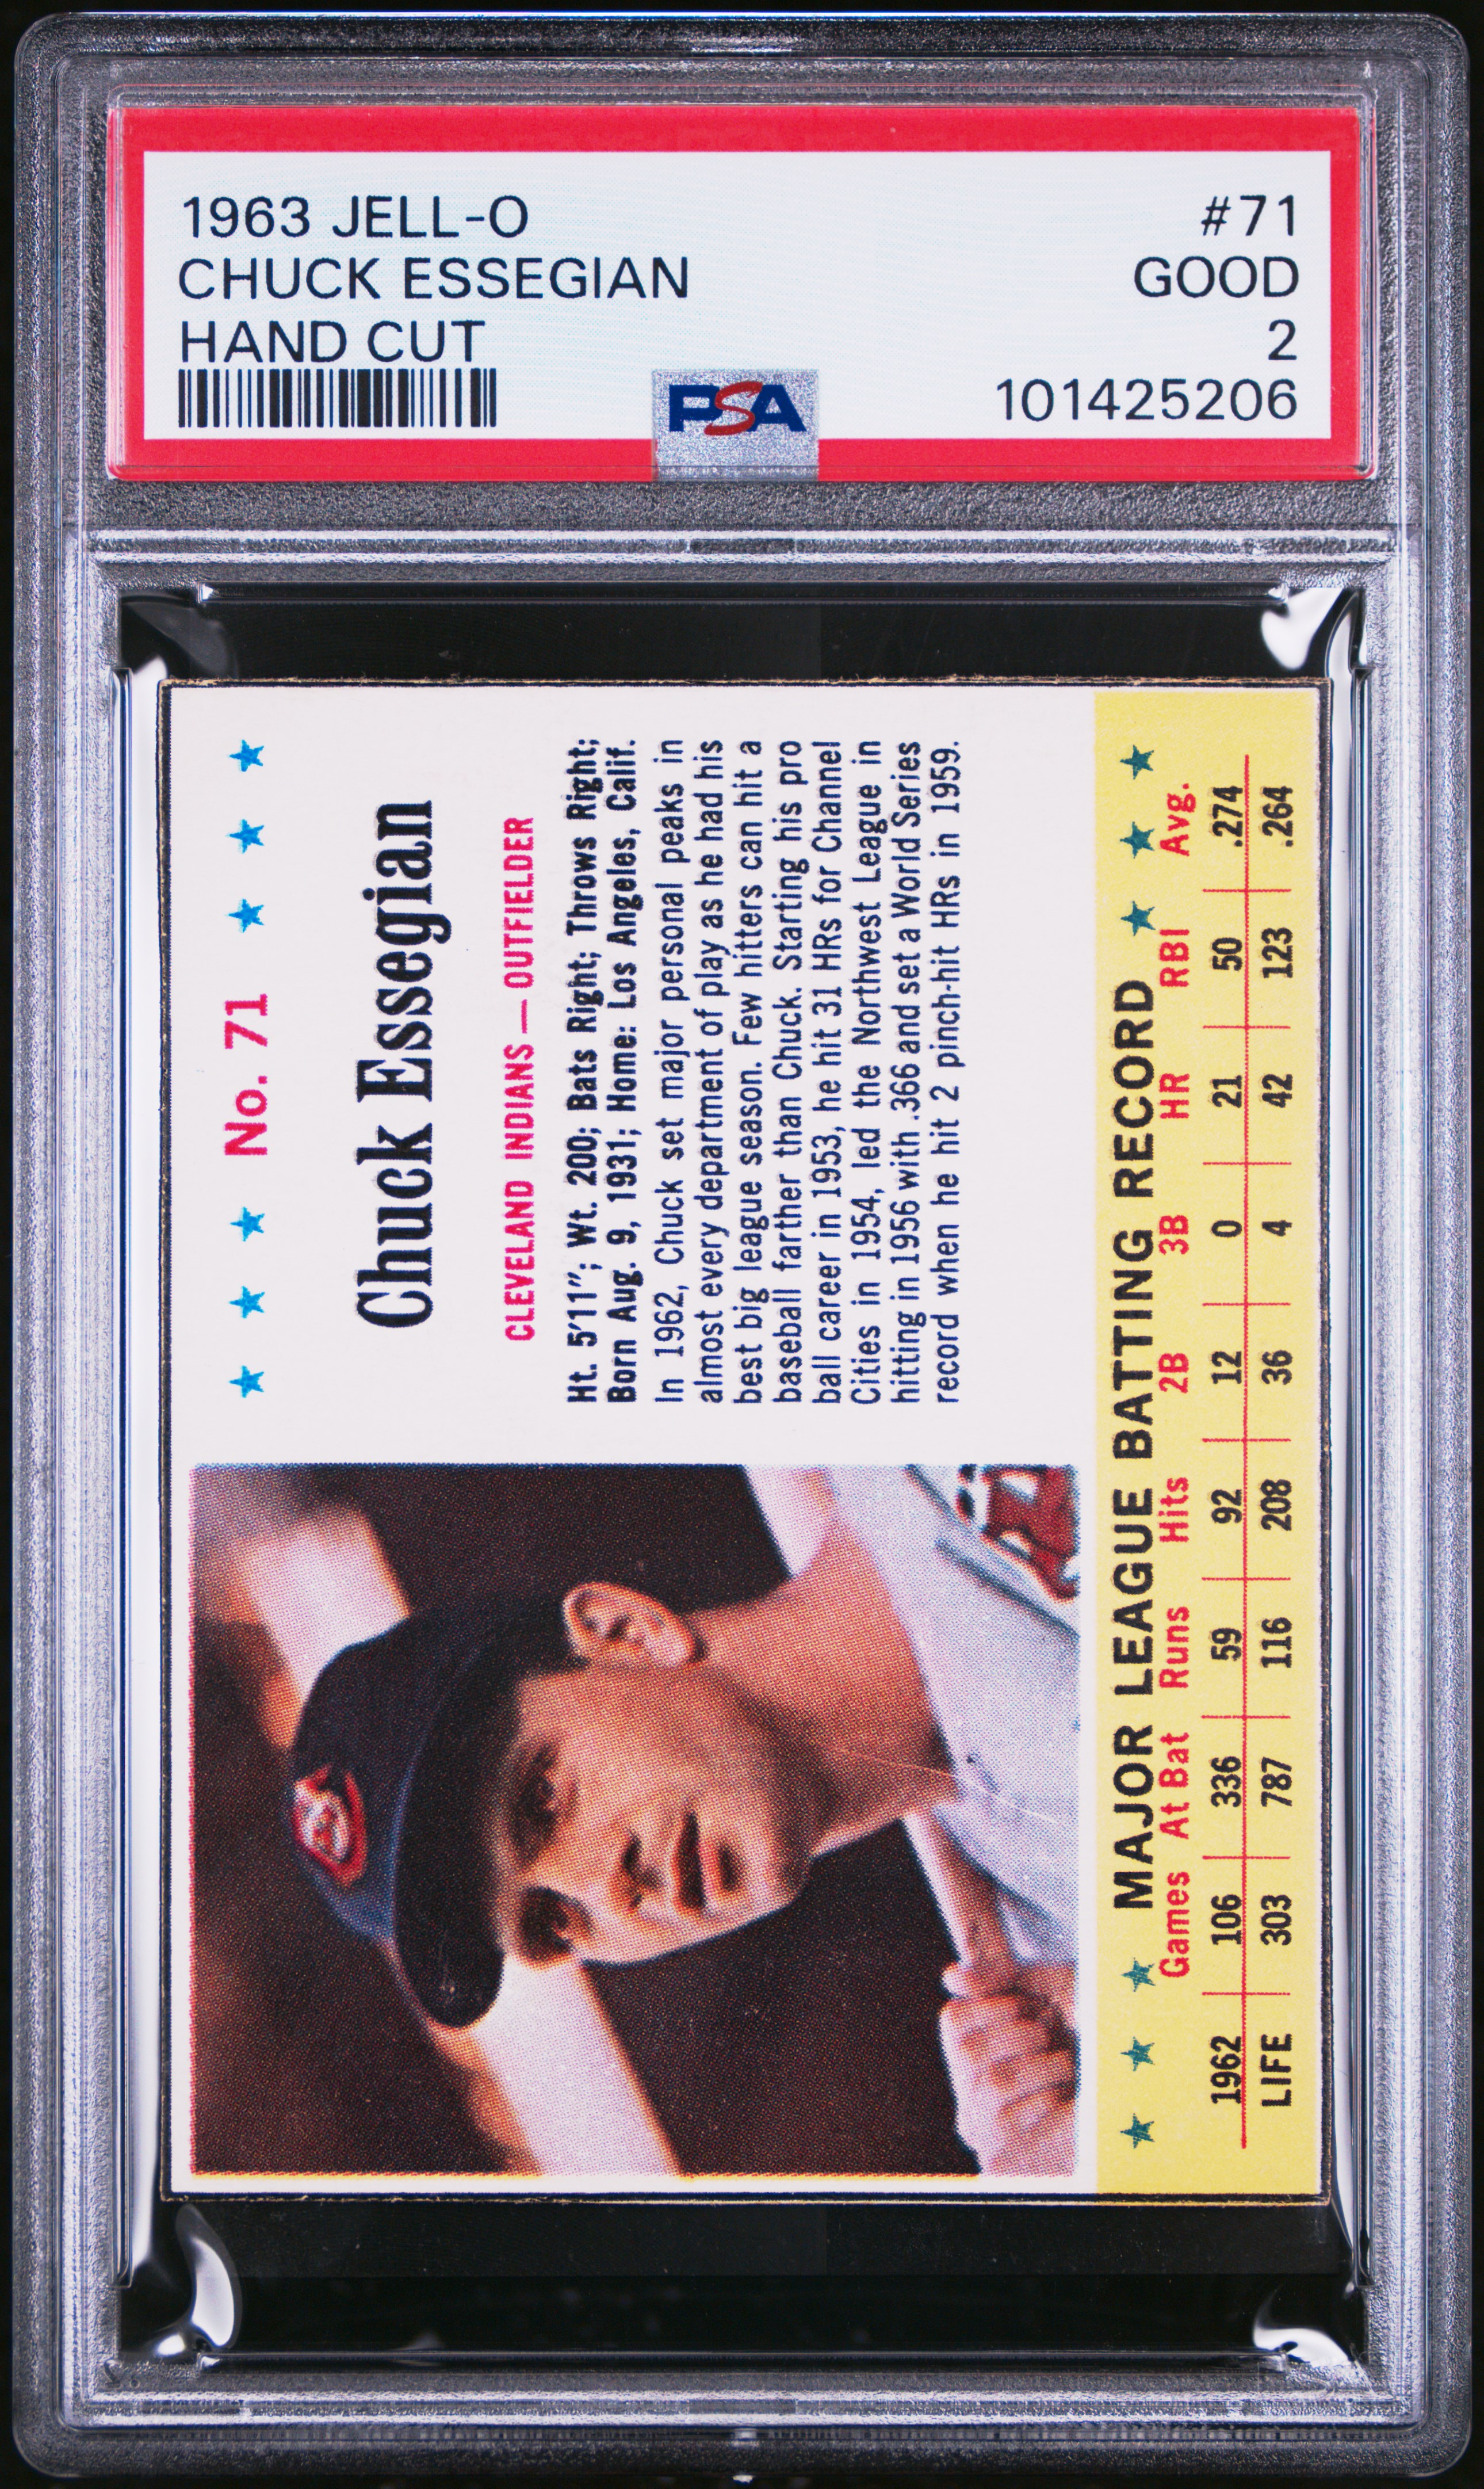 1963 JELL-O #71
CHUCK ESSEGIAN GOOD
HAND CUT 2
PSA 101425206
No. 71
Chuck Essegian
CLEVELAND INDIANS — OUTFIELDER
Ht. 5'11"; Wt. 200; Bats Right; Throws Right;
Born Aug. 9, 1931; Home: Los Angeles, Calif.
In 1962, Chuck set major personal peaks in
almost every department of play as he had his
best big league season. Few hitters can hit a
baseball farther than Chuck. Starting his pro
ball career in 1953, he hit 31 HRs for Channel
Cities in 1954, led the Northwest League in
hitting in 1956 with .366 and set a World Series
record when he hit 2 pinch-hit HRs in 1959.
MAJOR LEAGUE BATTING RECORD
Games At Bat Runs Hits 2B 3B HR RBI Avg.
1962 106 336 59 92 12 0 21 50 .274
LIFE 303 787 116 208 36 4 42 123 .264